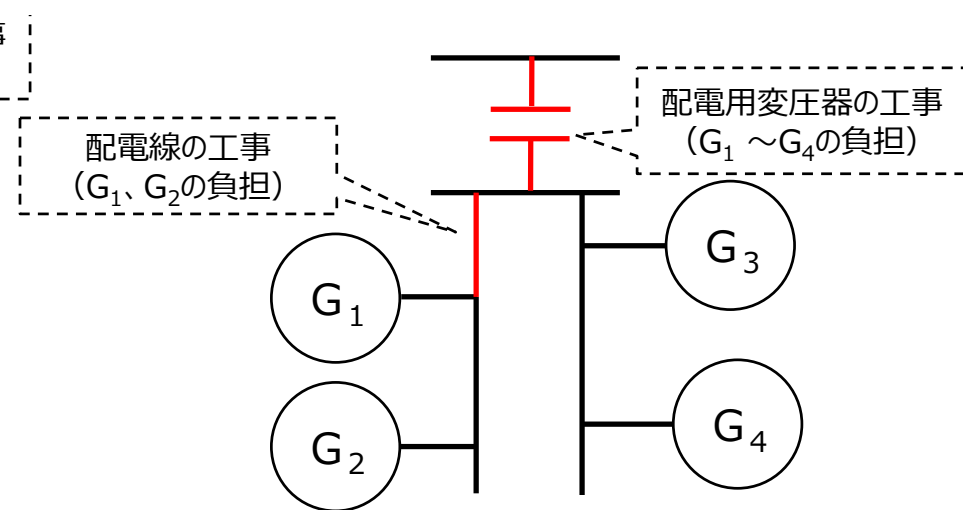 事
配電用変圧器の工事
（G₁ ～G₄の負担）
配電線の工事
（G₁、G₂の負担）
G₃
G₁
G₄
G₂